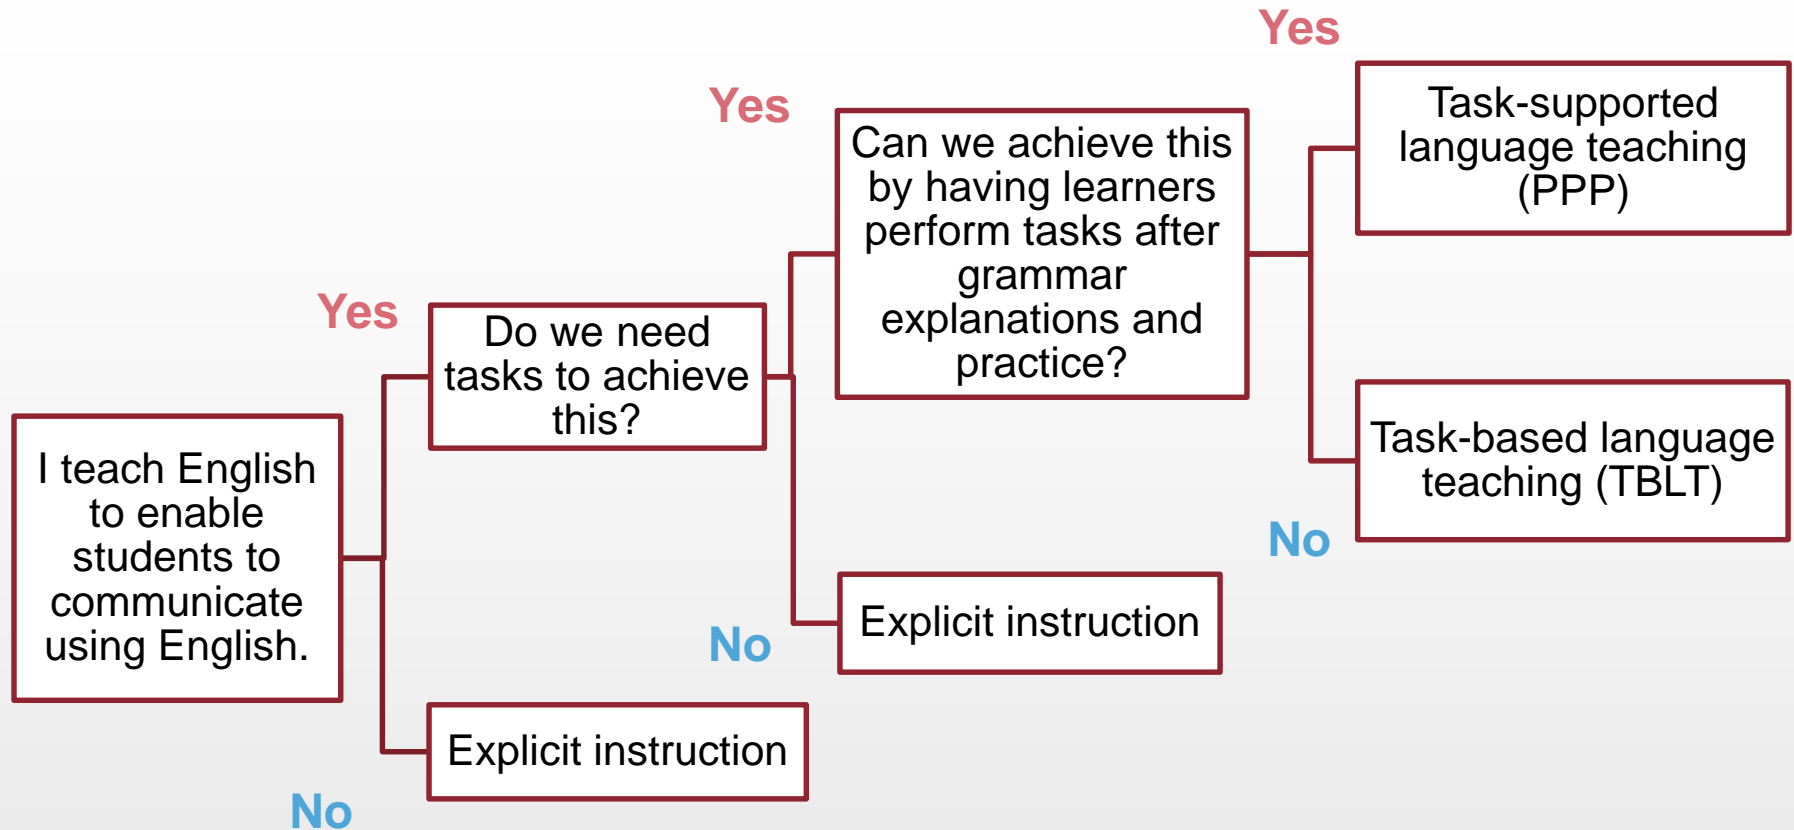 I teach English
to enable
students to
communicate
using English.
Yes
Do we need
tasks to achieve
this?
No
Explicit instruction
Yes
Can we achieve this
by having learners
perform tasks after
grammar
explanations and
practice?
No
Explicit instruction
Yes
Task-supported
language teaching
(PPP)
No
Task-based language
teaching (TBLT)